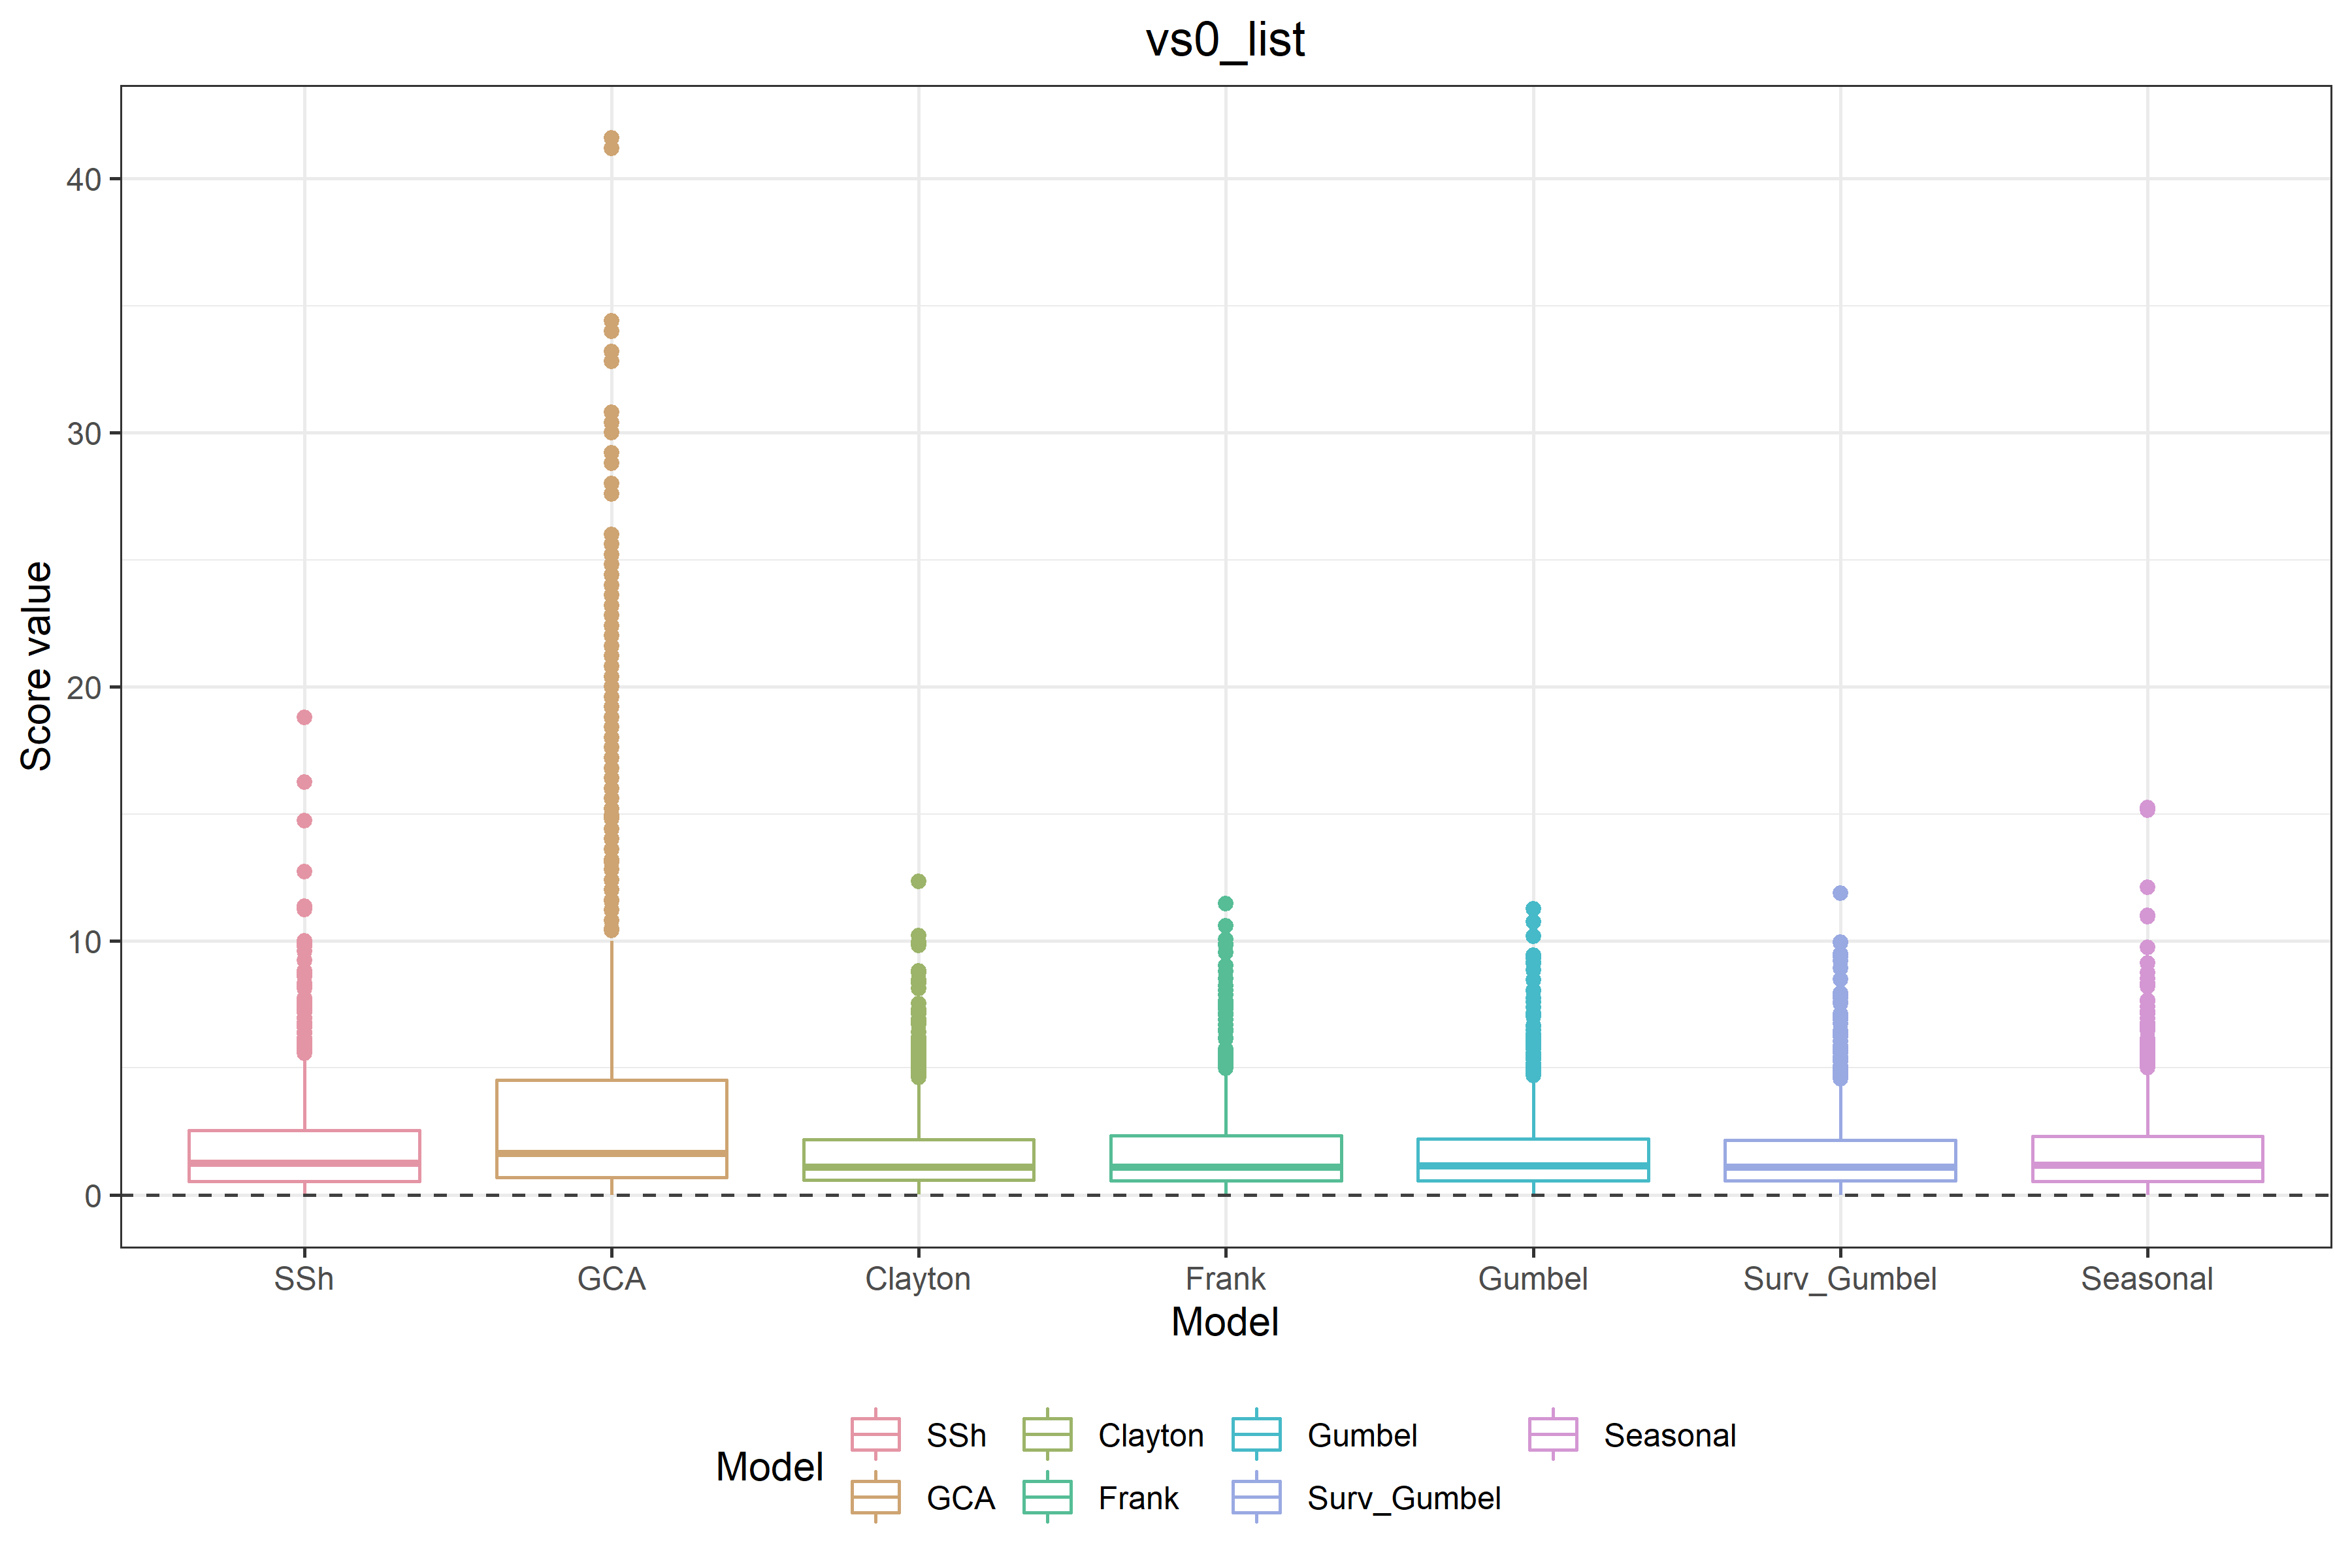 vs0_list
Score value
40
30
20
10
0
SSh GCA Clayton Frank Gumbel Surv_Gumbel Seasonal
Model
Model
SSh Clayton Gumbel Seasonal
GCA Frank Surv_Gumbel